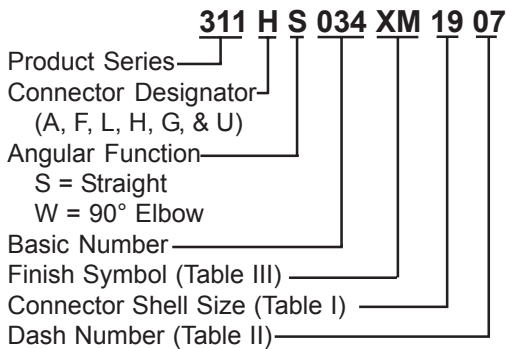 311 H S 034 XM 19 07
Product Series
Connector Designator
(A, F, L, H, G, & U)
Angular Function
S = Straight
W = 90° Elbow
Basic Number
Finish Symbol (Table III)
Connector Shell Size (Table I)
Dash Number (Table II)